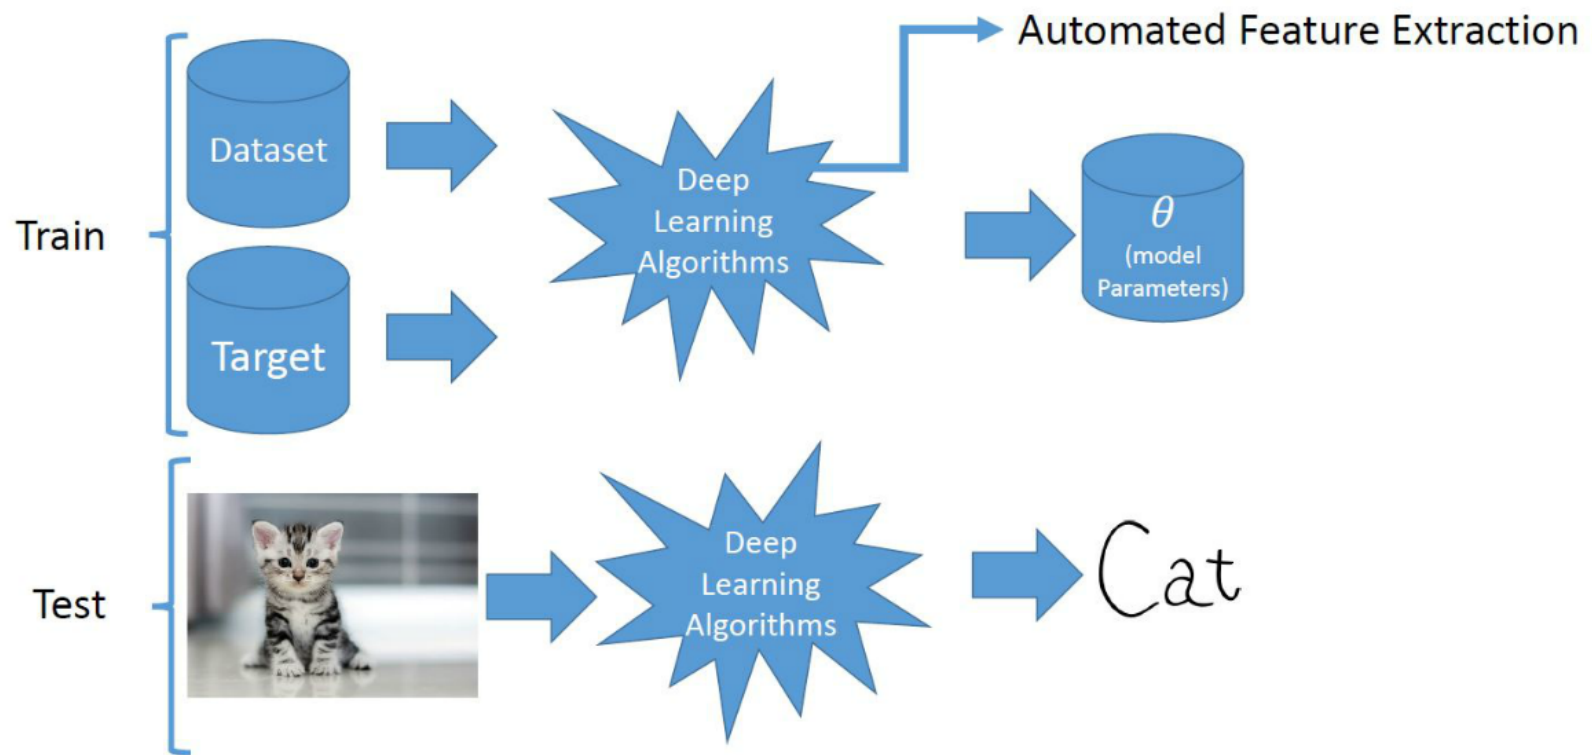 Automated Feature Extraction
Train
Dataset
Target
Deep
Learning
Algorithms
θ
(model
Parameters)
Test
Deep
Learning
Algorithms
Cat